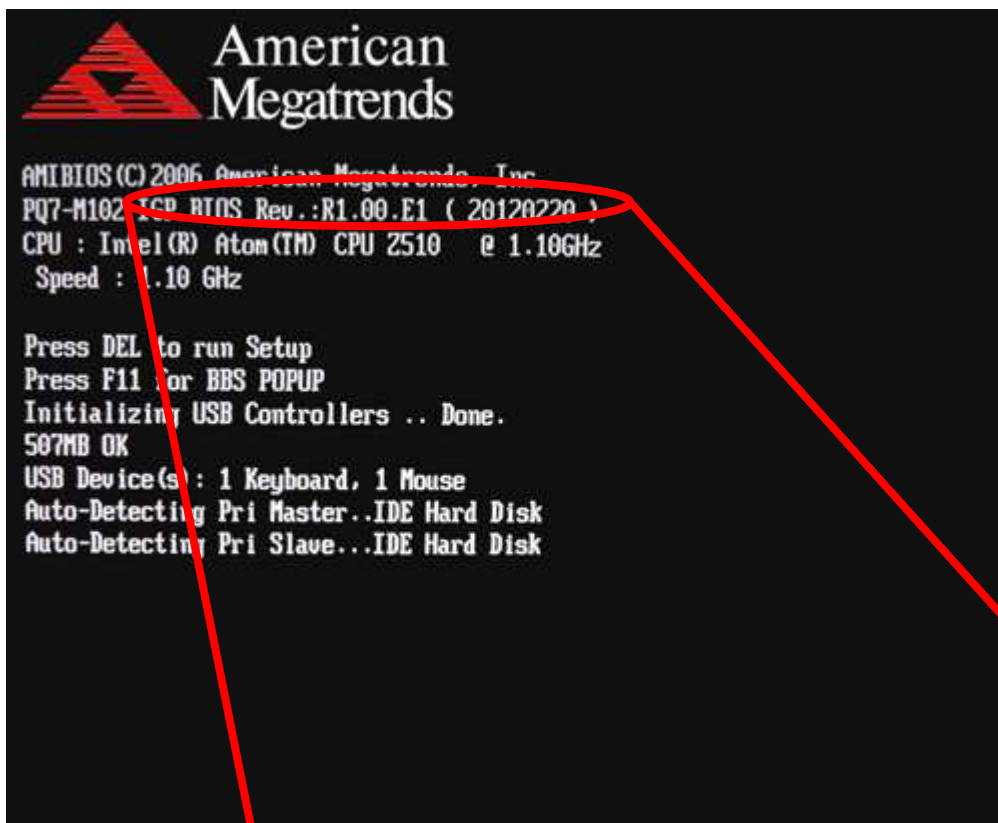 American
Megatrends
AMIBIOS(C)2006 American Megatrends, Inc.
PQ7-M102 IGP BIOS Rev.:R1.00.E1 ( 20120220 )
CPU : Intel(R) Atom(TM) CPU Z510 @ 1.10GHz
Speed : 1.10 GHz
Press DEL to run Setup
Press F11 for BBS POPUP
Initializing USB Controllers .. Done.
507MB OK
USB Device(s): 1 Keyboard, 1 Mouse
Auto-Detecting Pri Master..IDE Hard Disk
Auto-Detecting Pri Slave...IDE Hard Disk